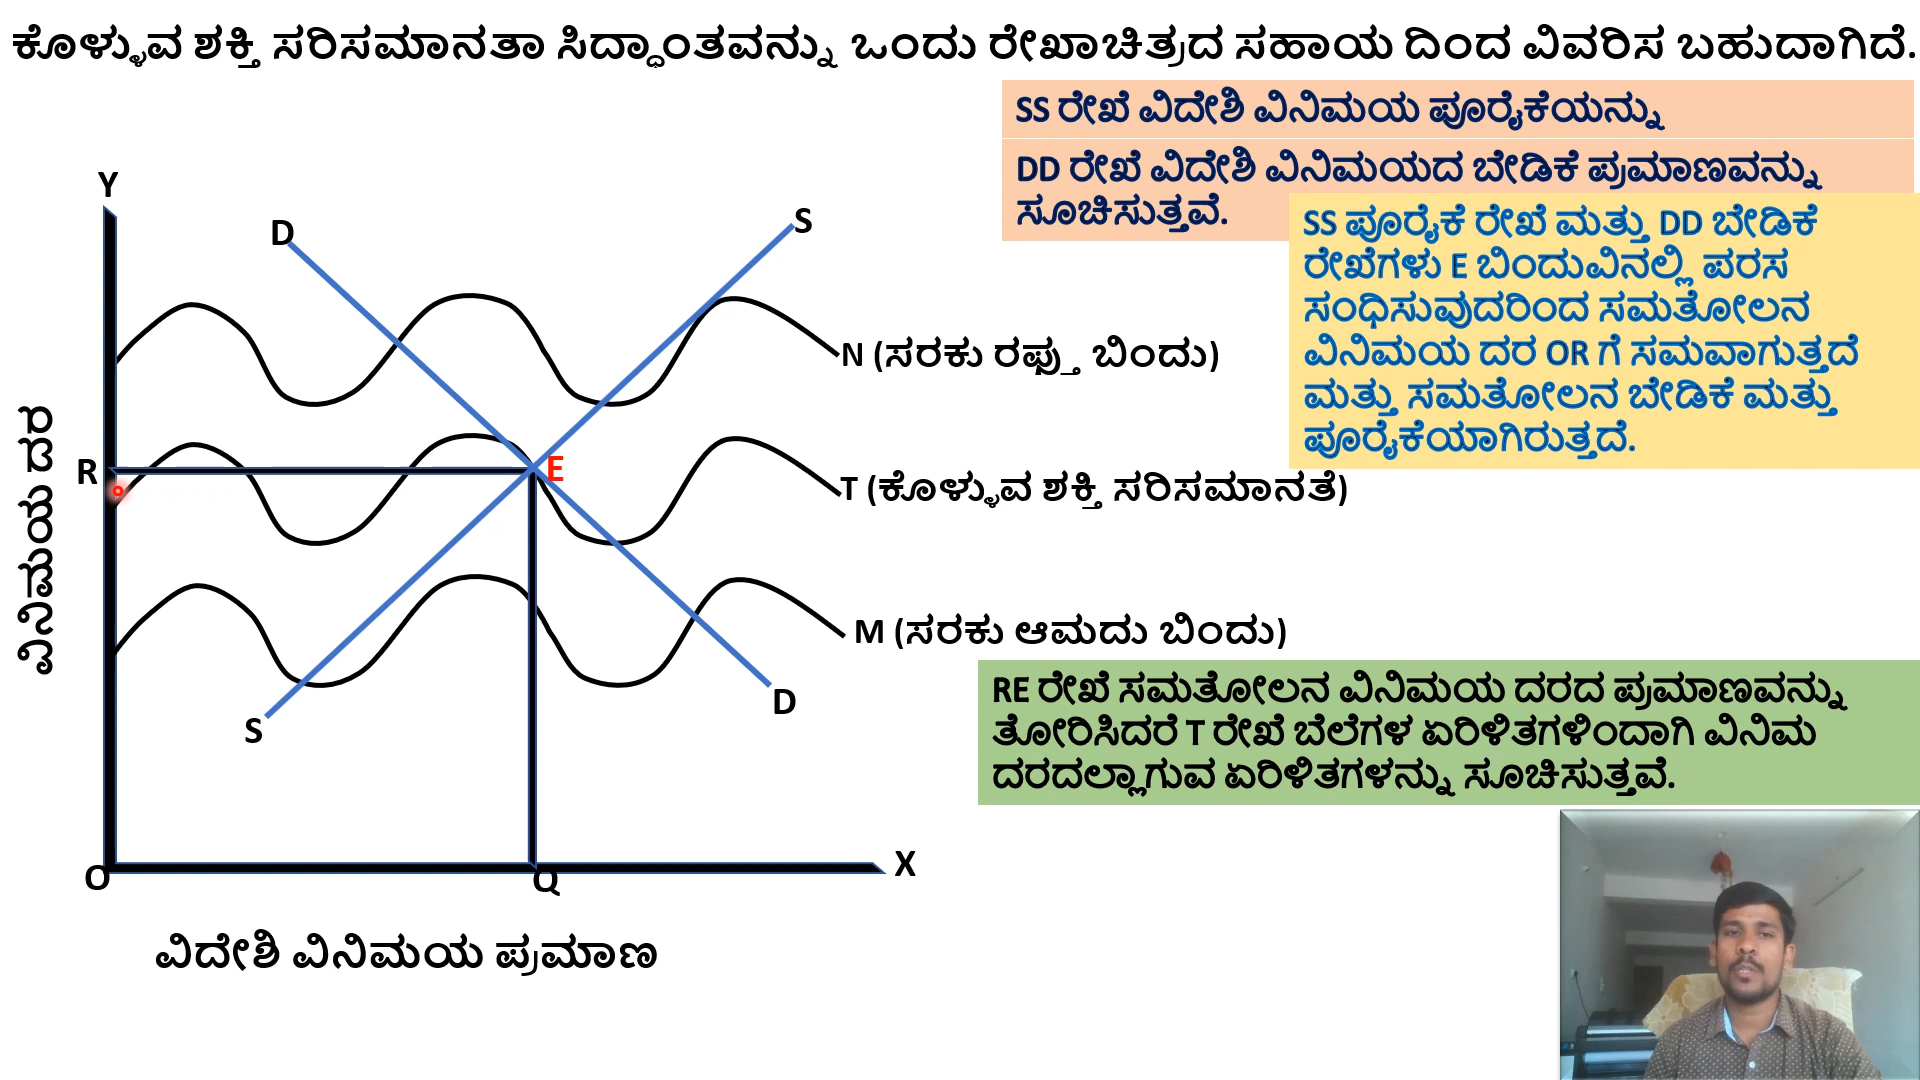 ಕೊಳ್ಳುವ ಶಕ್ತಿ ಸರಿಸಮಾನತಾ ಸಿದ್ಧಾಂತವನ್ನು ಒಂದು ರೇಖಾಚಿತ್ರದ ಸಹಾಯ ದಿಂದ ವಿವರಿಸ ಬಹುದಾಗಿದೆ.
SS ರೇಖೆ ವಿದೇಶಿ ವಿನಿಮಯ ಪೂರೈಕೆಯನ್ನು
DD ರೇಖೆ ವಿದೇಶಿ ವಿನಿಮಯದ ಬೇಡಿಕೆ ಪ್ರಮಾಣವನ್ನು
ಸೂಚಿಸುತ್ತವೆ.
SS ಪೂರೈಕೆ ರೇಖೆ ಮತ್ತು DD ಬೇಡಿಕೆ
ರೇಖೆಗಳು E ಬಿಂದುವಿನಲ್ಲಿ ಪರಸ
ಸಂಧಿಸುವುದರಿಂದ ಸಮತೋಲನ
ವಿನಿಮಯ ದರ OR ಗೆ ಸಮವಾಗುತ್ತದೆ
ಮತ್ತು ಸಮತೋಲನ ಬೇಡಿಕೆ ಮತ್ತು
ಪೂರೈಕೆಯಾಗಿರುತ್ತದೆ.
Y
D
S
N (ಸರಕು ರಫ್ತು ಬಿಂದು)
R
E
T (ಕೊಳ್ಳುವ ಶಕ್ತಿ ಸರಿಸಮಾನತೆ)
ವಿನಿಮಯ ದರ
M (ಸರಕು ಆಮದು ಬಿಂದು)
S
D
RE ರೇಖೆ ಸಮತೋಲನ ವಿನಿಮಯ ದರದ ಪ್ರಮಾಣವನ್ನು
ತೋರಿಸಿದರೆ T ರೇಖೆ ಬೆಲೆಗಳ ಏರಿಳಿತಗಳಿಂದಾಗಿ ವಿನಿಮ
ದರದಲ್ಲಾಗುವ ಏರಿಳಿತಗಳನ್ನು ಸೂಚಿಸುತ್ತವೆ.
O
Q
X
ವಿದೇಶಿ ವಿನಿಮಯ ಪ್ರಮಾಣ